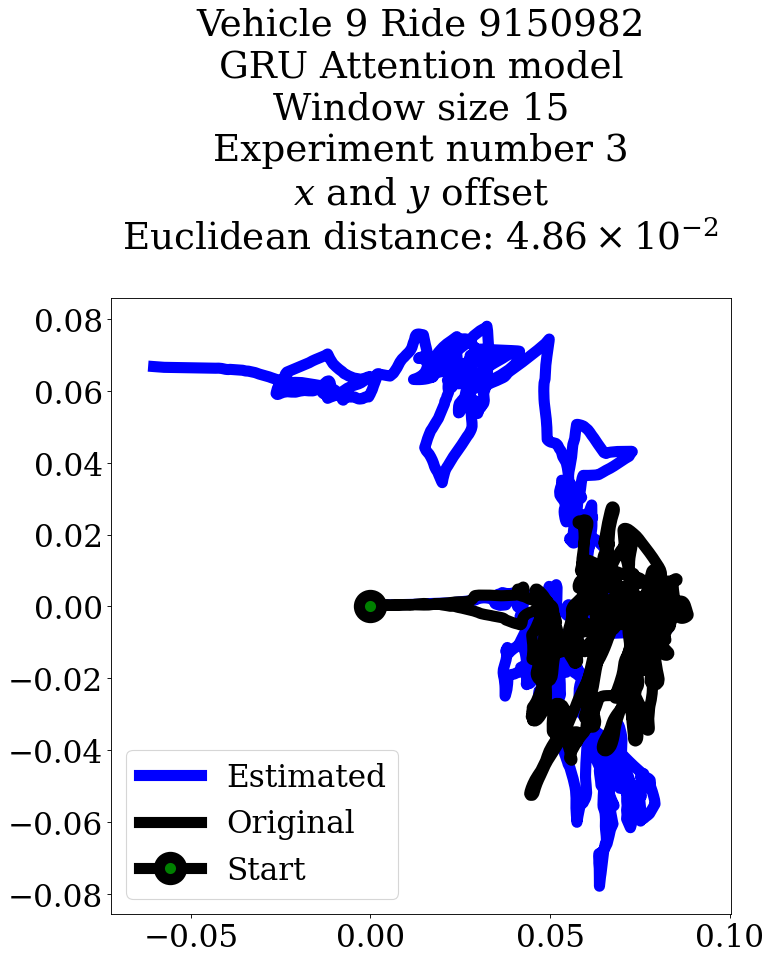 Vehicle 9 Ride 9150982
GRU Attention model
Window size 15
Experiment number 3
x and y offset
Euclidean distance: 4.86 × 10⁻²
0.08
0.06
0.04
0.02
0.00
−0.02
−0.04
−0.06
−0.08
Estimated
Original
Start
−0.05 0.00 0.05 0.10